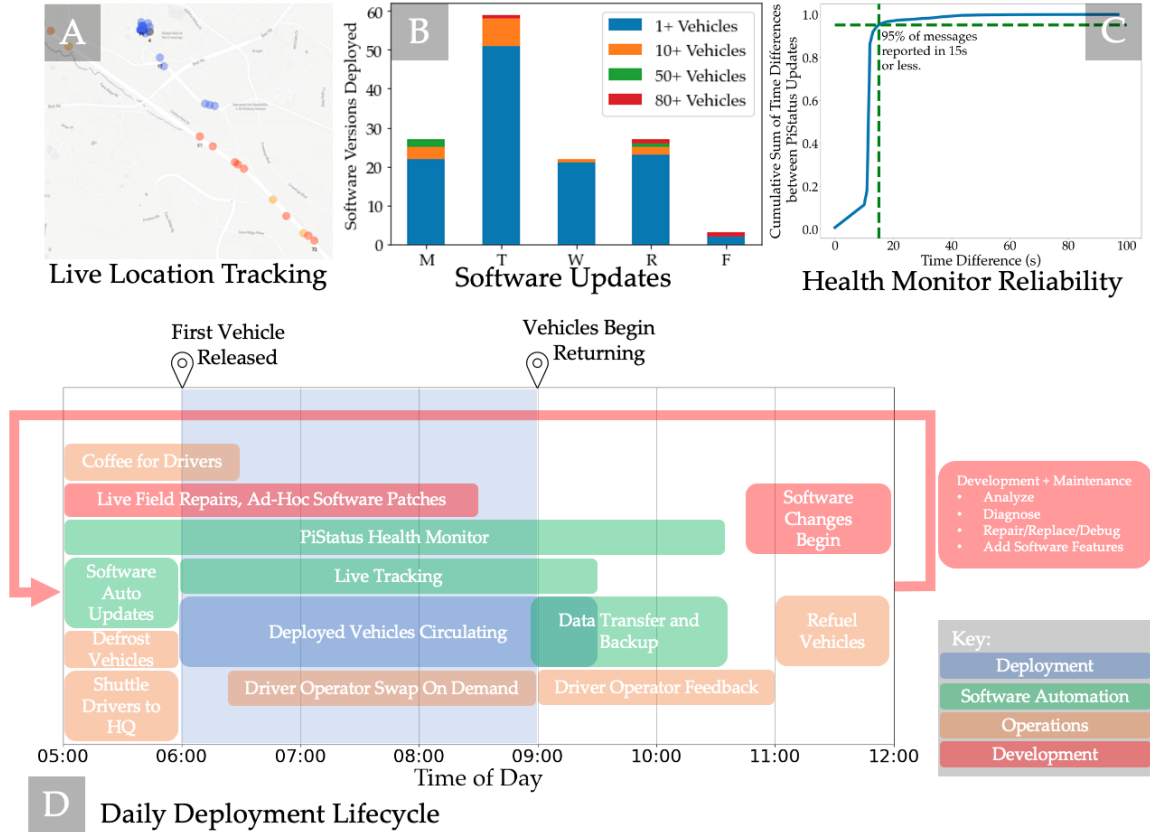 A
Live Location Tracking
B
Software Versions Deployed
60
50
40
30
20
10
0
1+ Vehicles
10+ Vehicles
50+ Vehicles
80+ Vehicles
M
T
W
R
F
Software Updates
C
Cumulative Sum of Time Differences
between PiStatus Updates
1.0
0.8
0.6
0.4
0.2
0.0
95% of messages
reported in 15s
or less.
0
20
40
60
80
100
Time Difference (s)
Health Monitor Reliability
First Vehicle
Released
Vehicles Begin
Returning
Coffee for Drivers
Live Field Repairs, Ad-Hoc Software Patches
PiStatus Health Monitor
Software
Auto
Updates
Live Tracking
Defrost
Vehicles
Deployed Vehicles Circulating
Data Transfer and
Backup
Shuttle
Drivers to
HQ
Driver Operator Swap On Demand
Driver Operator Feedback
Software
Changes
Begin
Refuel
Vehicles
Development + Maintenance
• Analyze
• Diagnose
• Repair/Replace/Debug
• Add Software Features
Key:
Deployment
Software Automation
Operations
Development
05:00
06:00
07:00
08:00
09:00
10:00
11:00
12:00
Time of Day
D
Daily Deployment Lifecycle